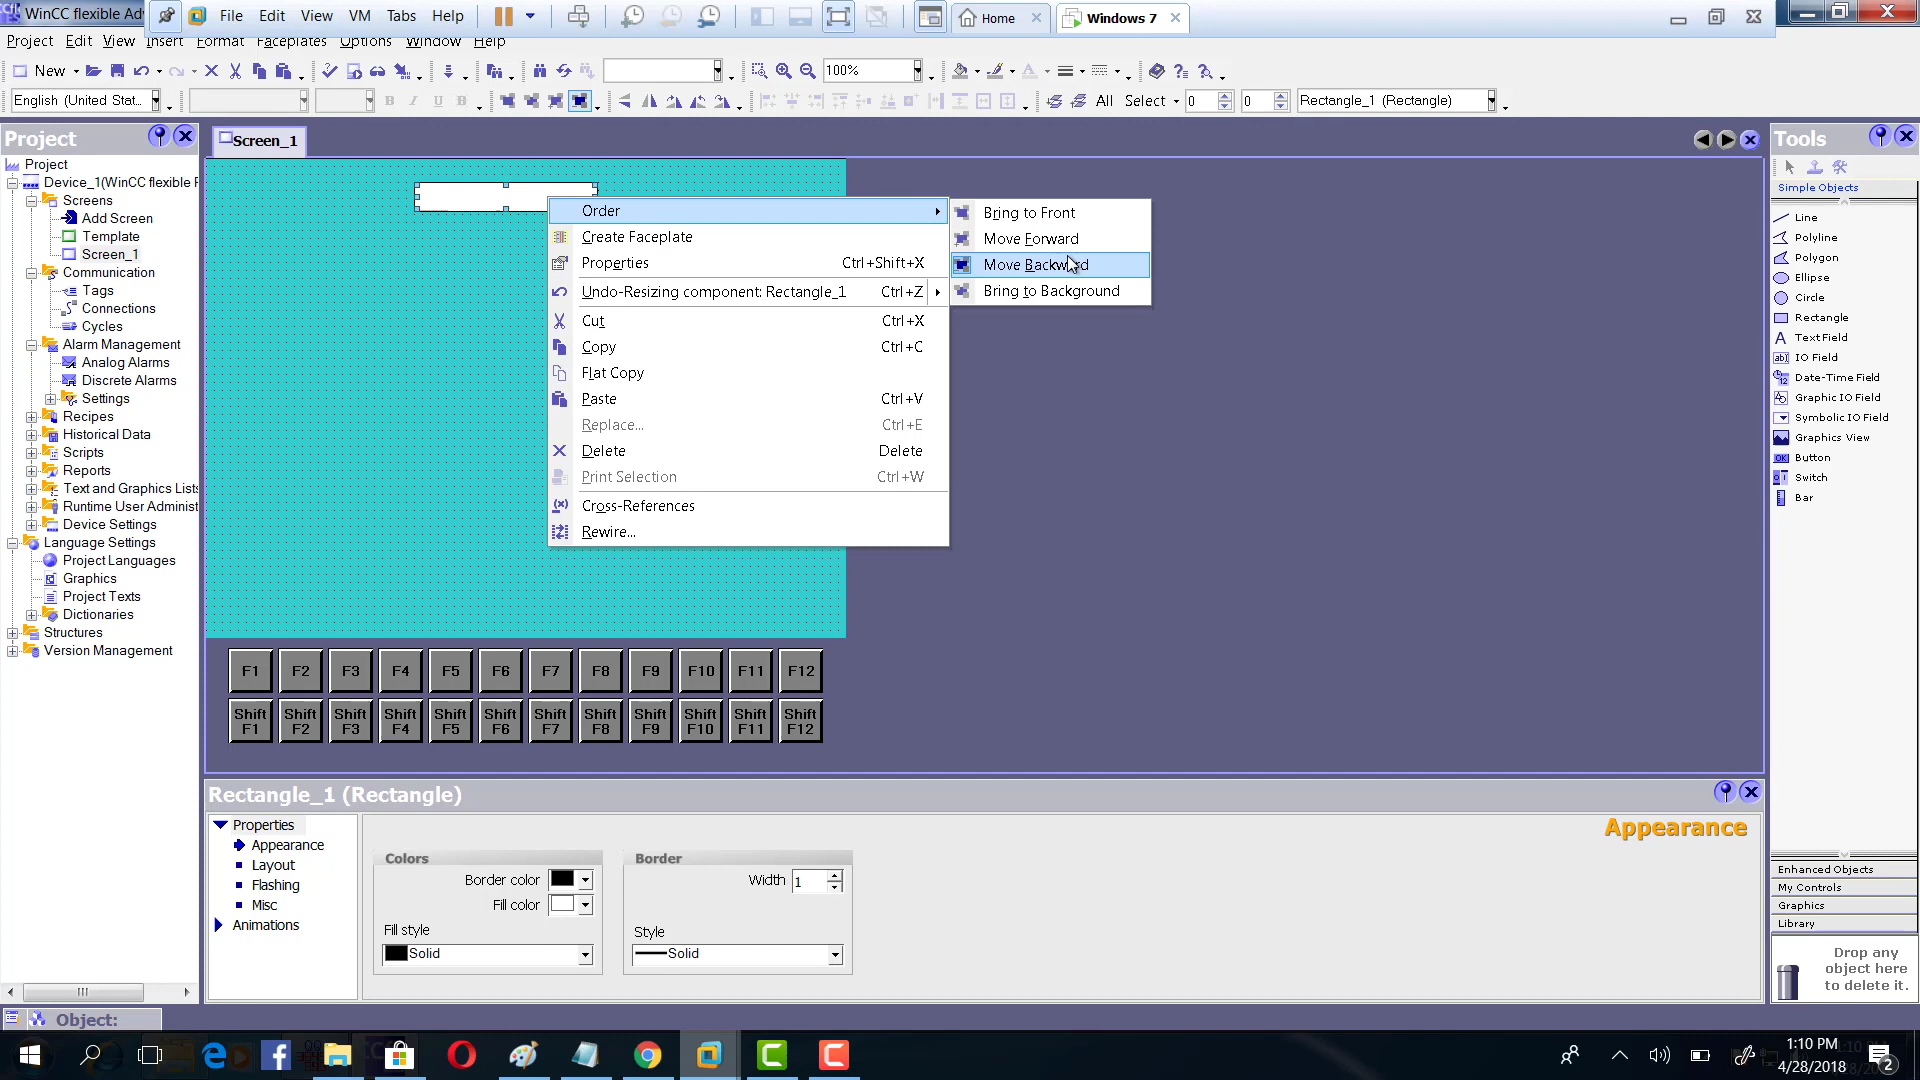 WinCC flexible Adv
File Edit View VM Tabs Help
Home
Windows 7
Project Edit View Insert Format Faceplates Options Window Help
New
100%
English (United Stat...
B I U B
All Select 0 0 Rectangle_1 (Rectangle)
Project
Project
Device_1(WinCC flexible F
Screens
Add Screen
Template
Screen_1
Communication
Tags
Connections
Cycles
Alarm Management
Analog Alarms
Discrete Alarms
Settings
Recipes
Historical Data
Scripts
Reports
Text and Graphics Lists
Runtime User Administ
Device Settings
Language Settings
Project Languages
Graphics
Project Texts
Dictionaries
Structures
Version Management
Screen_1
Order
Create Faceplate
Properties Ctrl+Shift+X
Undo-Resizing component: Rectangle_1 Ctrl+Z
Cut Ctrl+X
Copy Ctrl+C
Flat Copy
Paste Ctrl+V
Replace... Ctrl+E
Delete Delete
Print Selection Ctrl+W
Cross-References
Rewire...
Bring to Front
Move Forward
Move Backward
Bring to Background
F1 F2 F3 F4 F5 F6 F7 F8 F9 F10 F11 F12
Shift Shift Shift Shift Shift Shift Shift Shift Shift Shift Shift Shift
F1 F2 F3 F4 F5 F6 F7 F8 F9 F10 F11 F12
Rectangle_1 (Rectangle)
Properties
Appearance
Layout
Flashing
Misc
Animations
Appearance
Colors
Border color
Fill color
Fill style
Solid
Border
Width 1
Style
Solid
Tools
Simple Objects
Line
Polyline
Polygon
Ellipse
Circle
Rectangle
Text Field
IO Field
Date-Time Field
Graphic IO Field
Symbolic IO Field
Graphics View
Button
Switch
Bar
Enhanced Objects
My Controls
Graphics
Library
Drop any
object here
to delete it.
Object:
1:10 PM
4/28/2018
2